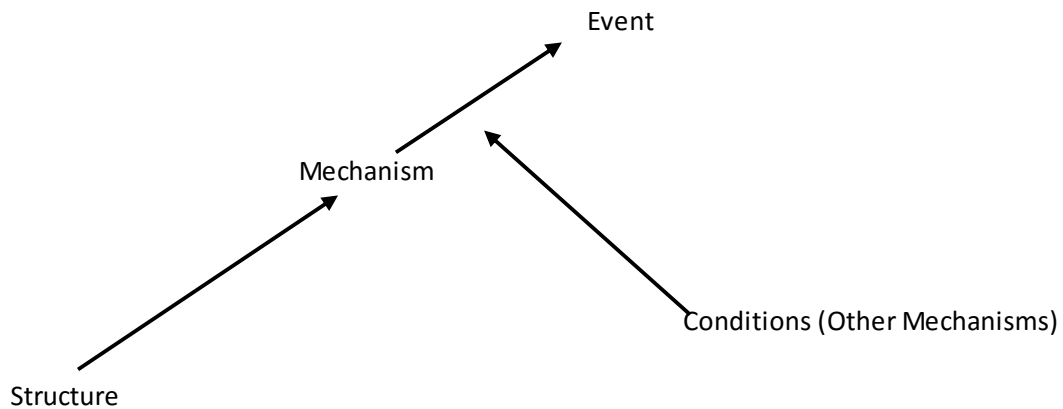 Event
Mechanism
Conditions (Other Mechanisms)
Structure